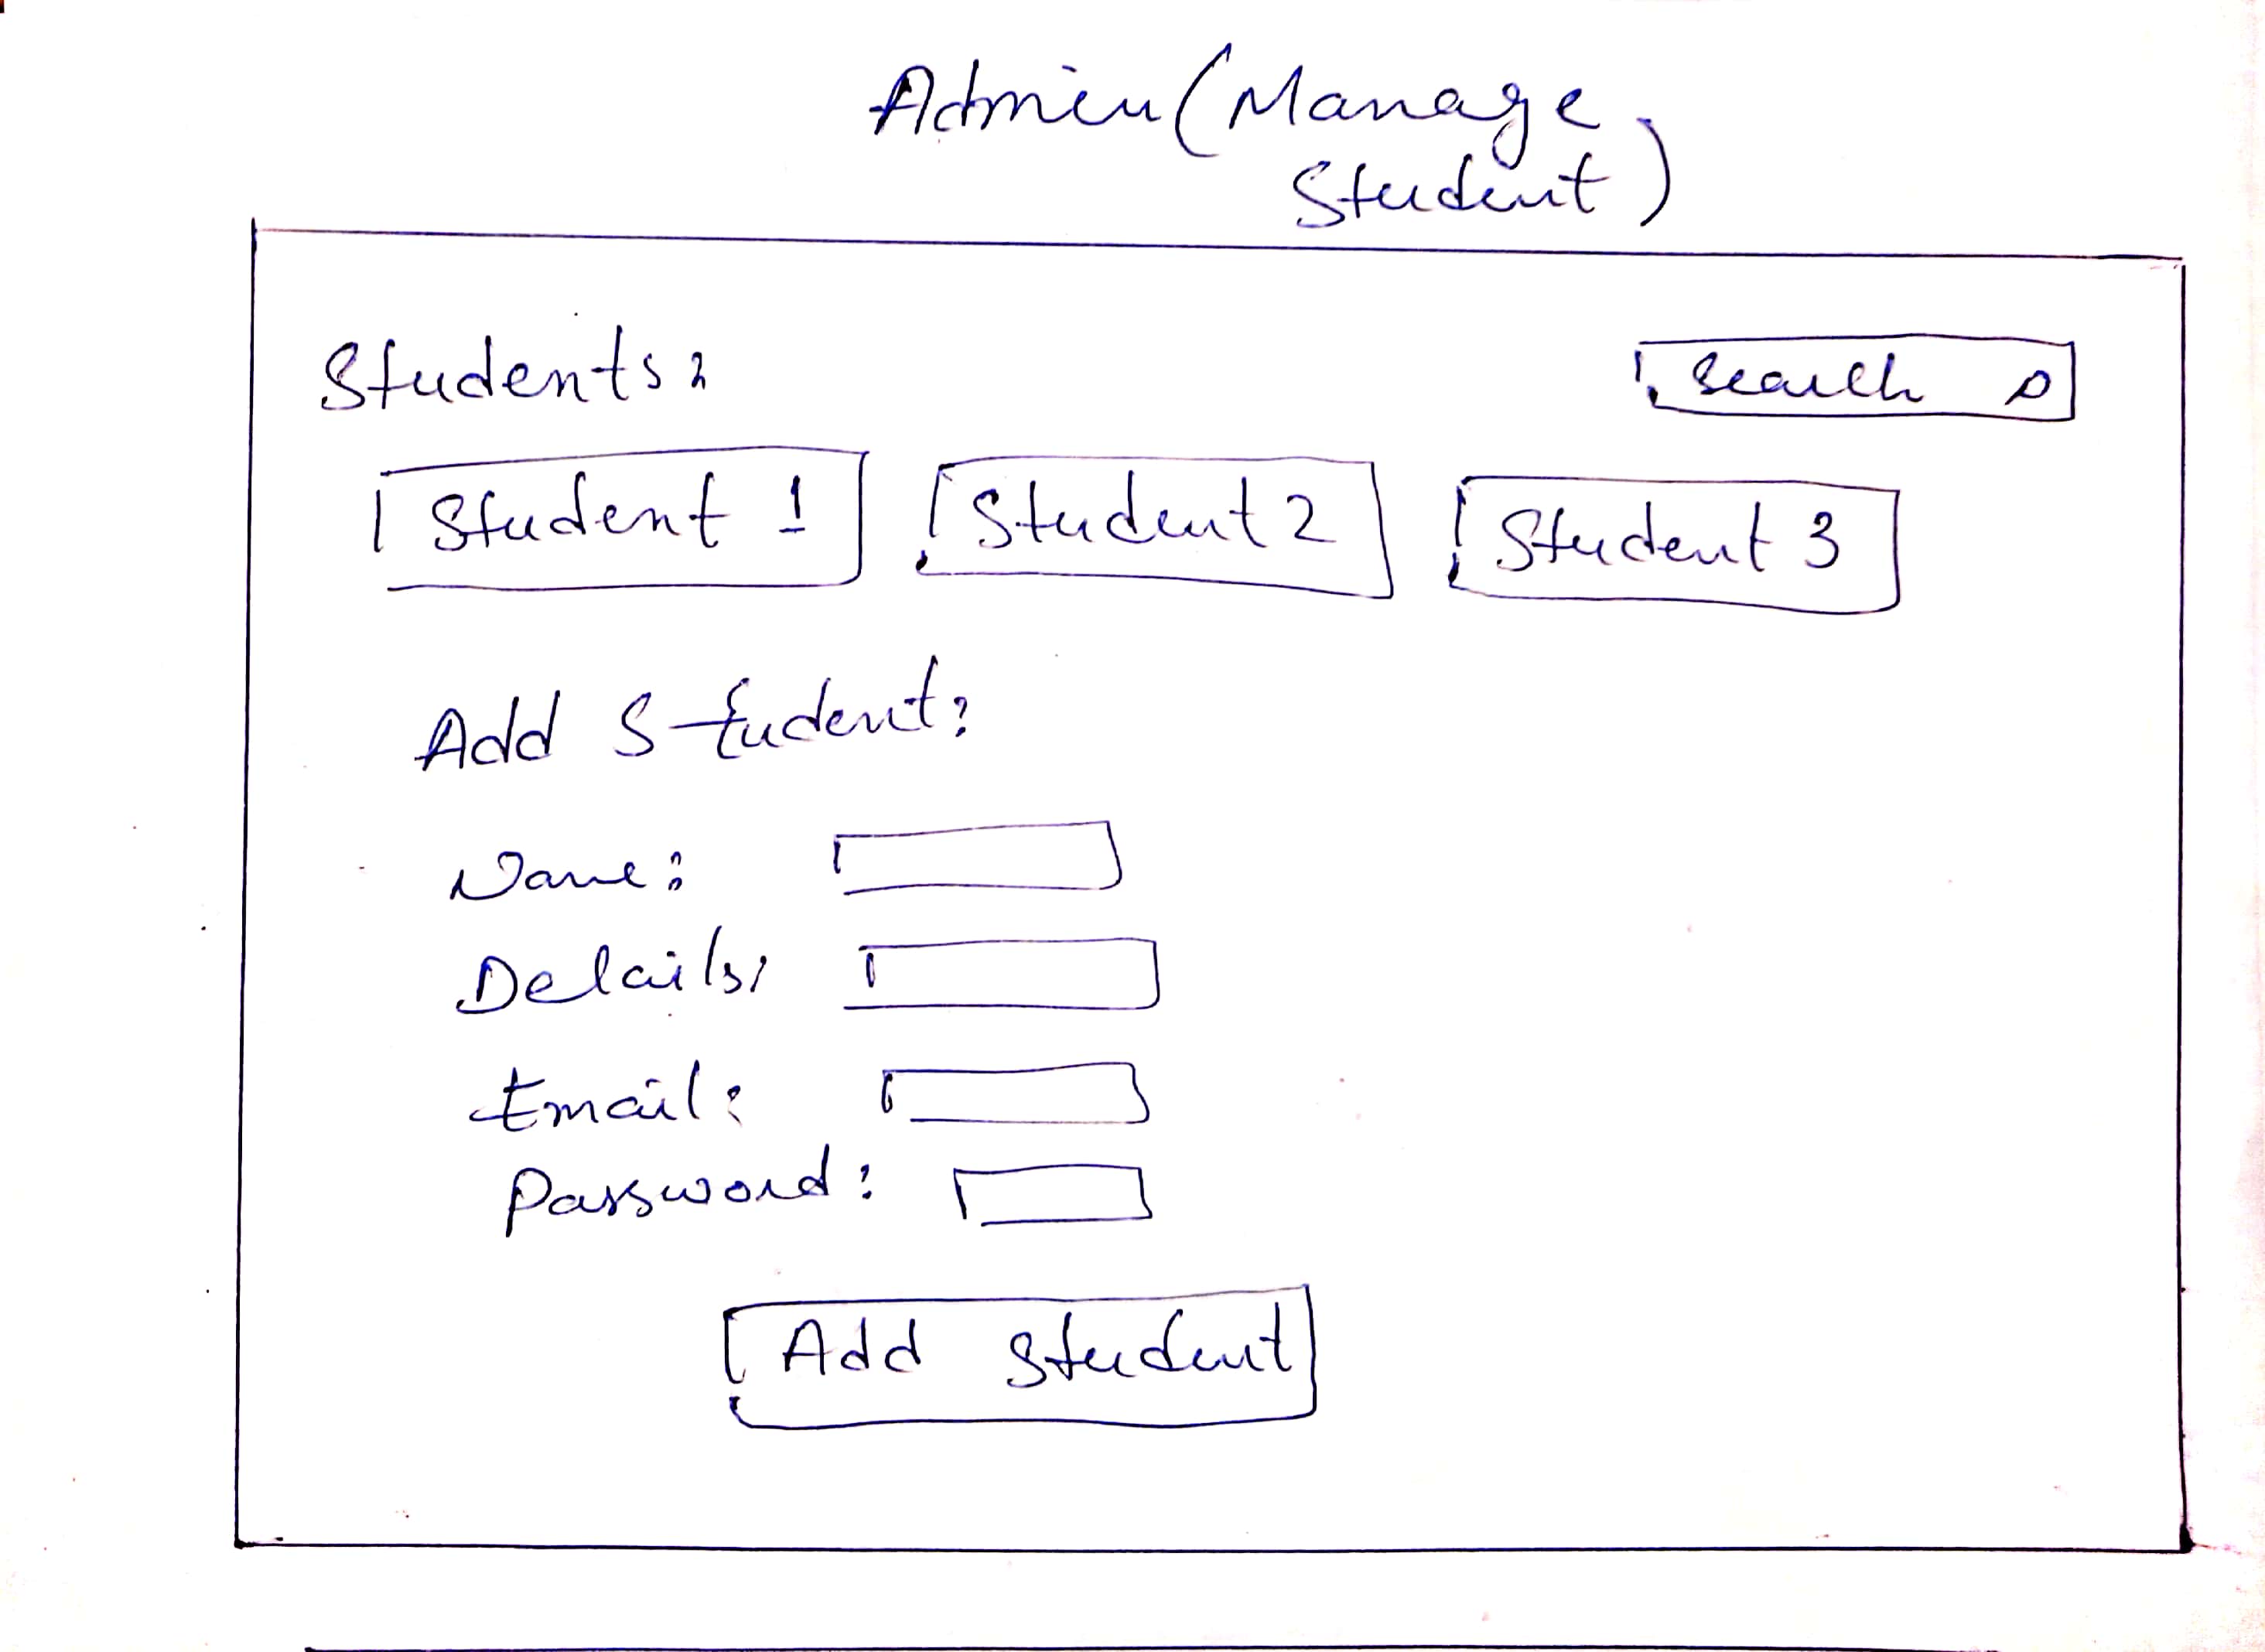 Admin (Manage
Student)
Students:
Search
Student 1
Student 2
Student 3
Add Student:
Name:
Details:
Email:
Password:
Add Student